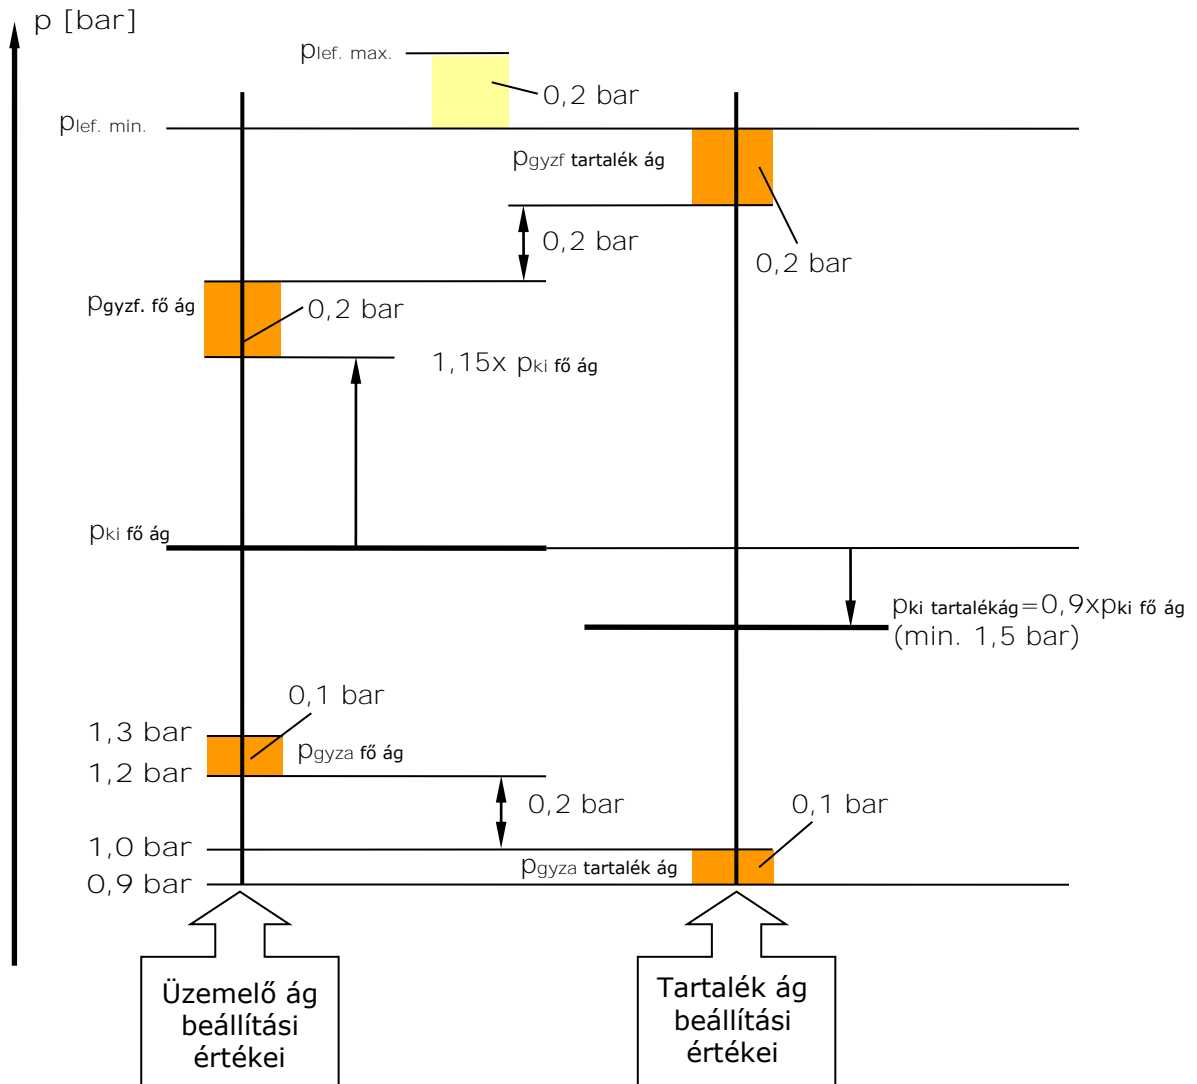 p [bar]
plef. max.
0,2 bar
plef. min.
pgyzf tartalék ág
0,2 bar
0,2 bar
pgyzf. fő ág
0,2 bar
1,15x pki fő ág
pki fő ág
pki tartalékág=0,9xpki fő ág
(min. 1,5 bar)
0,1 bar
1,3 bar
pgyza fő ág
1,2 bar
0,2 bar
0,1 bar
1,0 bar
pgyza tartalék ág
0,9 bar
Üzemelő ág
beállítási
értékei
Tartalék ág
beállítási
értékei